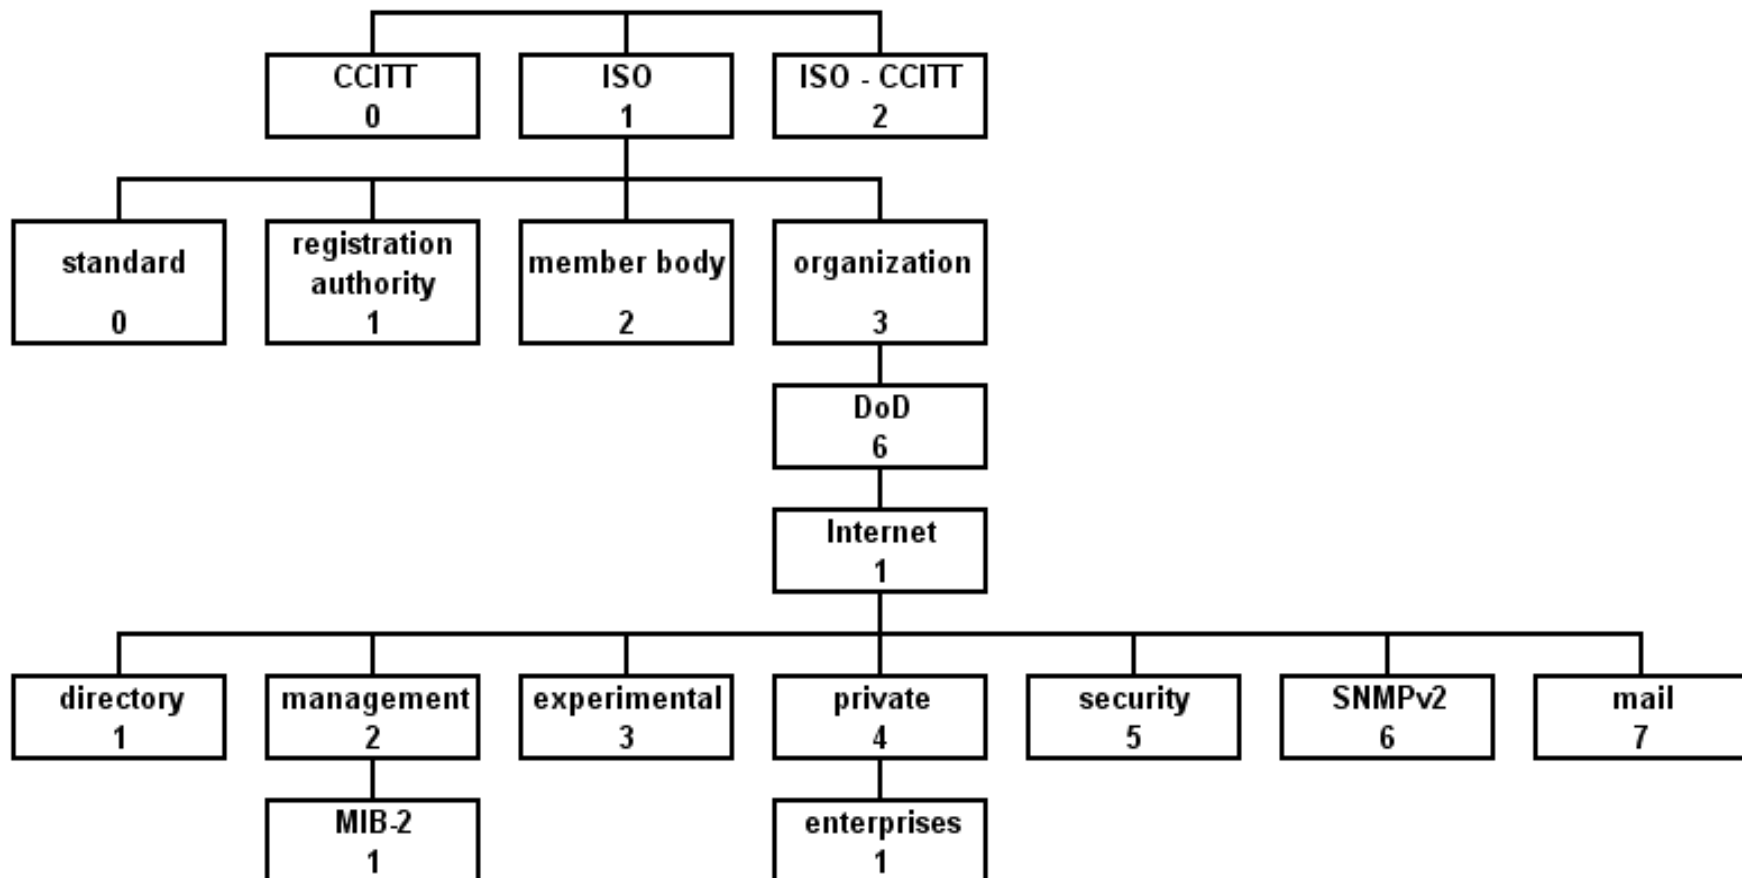 CCITT
0
ISO
1
ISO - CCITT
2
standard
0
registration
authority
1
member body
2
organization
3
DoD
6
Internet
1
directory
1
management
2
experimental
3
private
4
security
5
SNMPv2
6
mail
7
MIB-2
1
enterprises
1